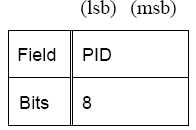 (lsb) (msb)
Field PID
Bits 8